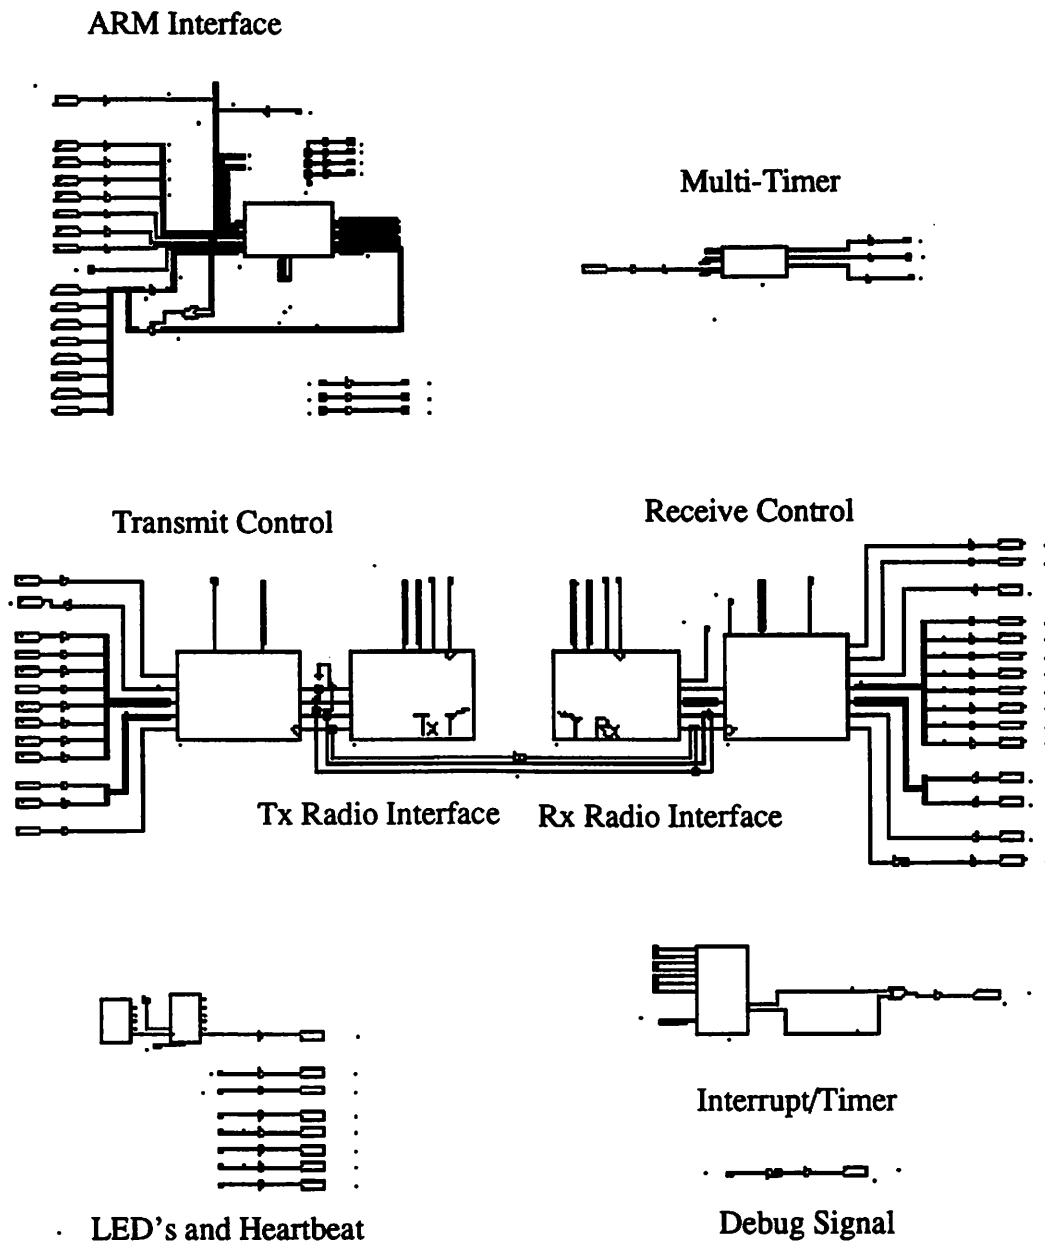 ARM Interface
Multi-Timer
Transmit Control
Receive Control
Tx
Rx
Tx Radio Interface
Rx Radio Interface
Interrupt/Timer
LED's and Heartbeat
Debug Signal